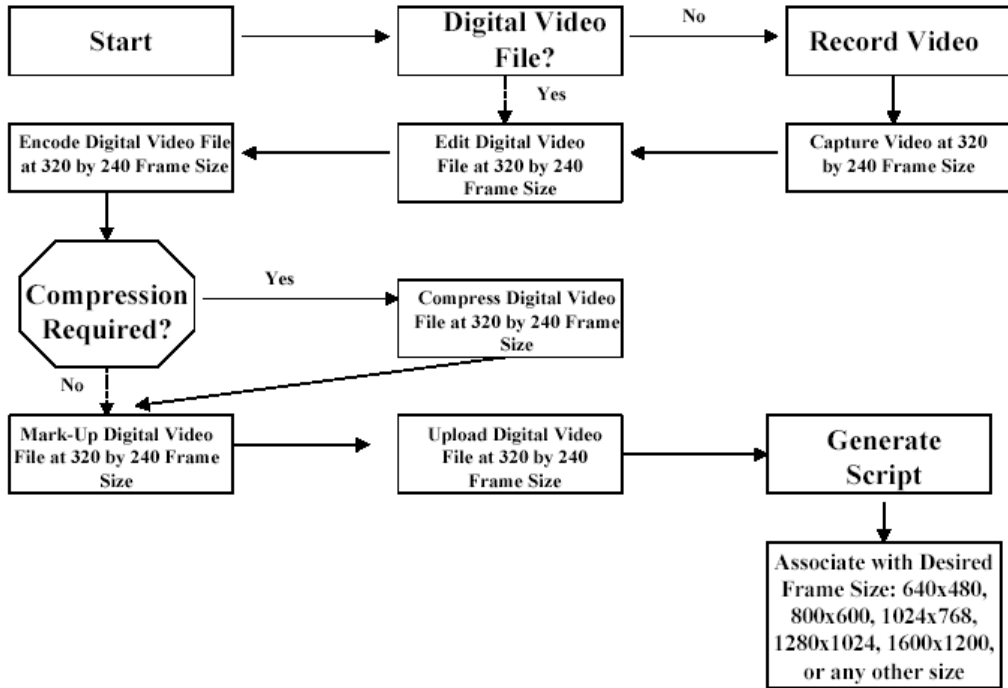 Start
Digital Video
File?
No
Record Video
Yes
Encode Digital Video File
at 320 by 240 Frame Size
Edit Digital Video
File at 320 by 240
Frame Size
Capture Video at 320
by 240 Frame Size
Compression
Required?
Yes
Compress Digital Video
File at 320 by 240 Frame
Size
No
Mark-Up Digital Video
File at 320 by 240 Frame
Size
Upload Digital Video
File at 320 by 240
Frame Size
Generate
Script
Associate with Desired
Frame Size: 640x480,
800x600, 1024x768,
1280x1024, 1600x1200,
or any other size